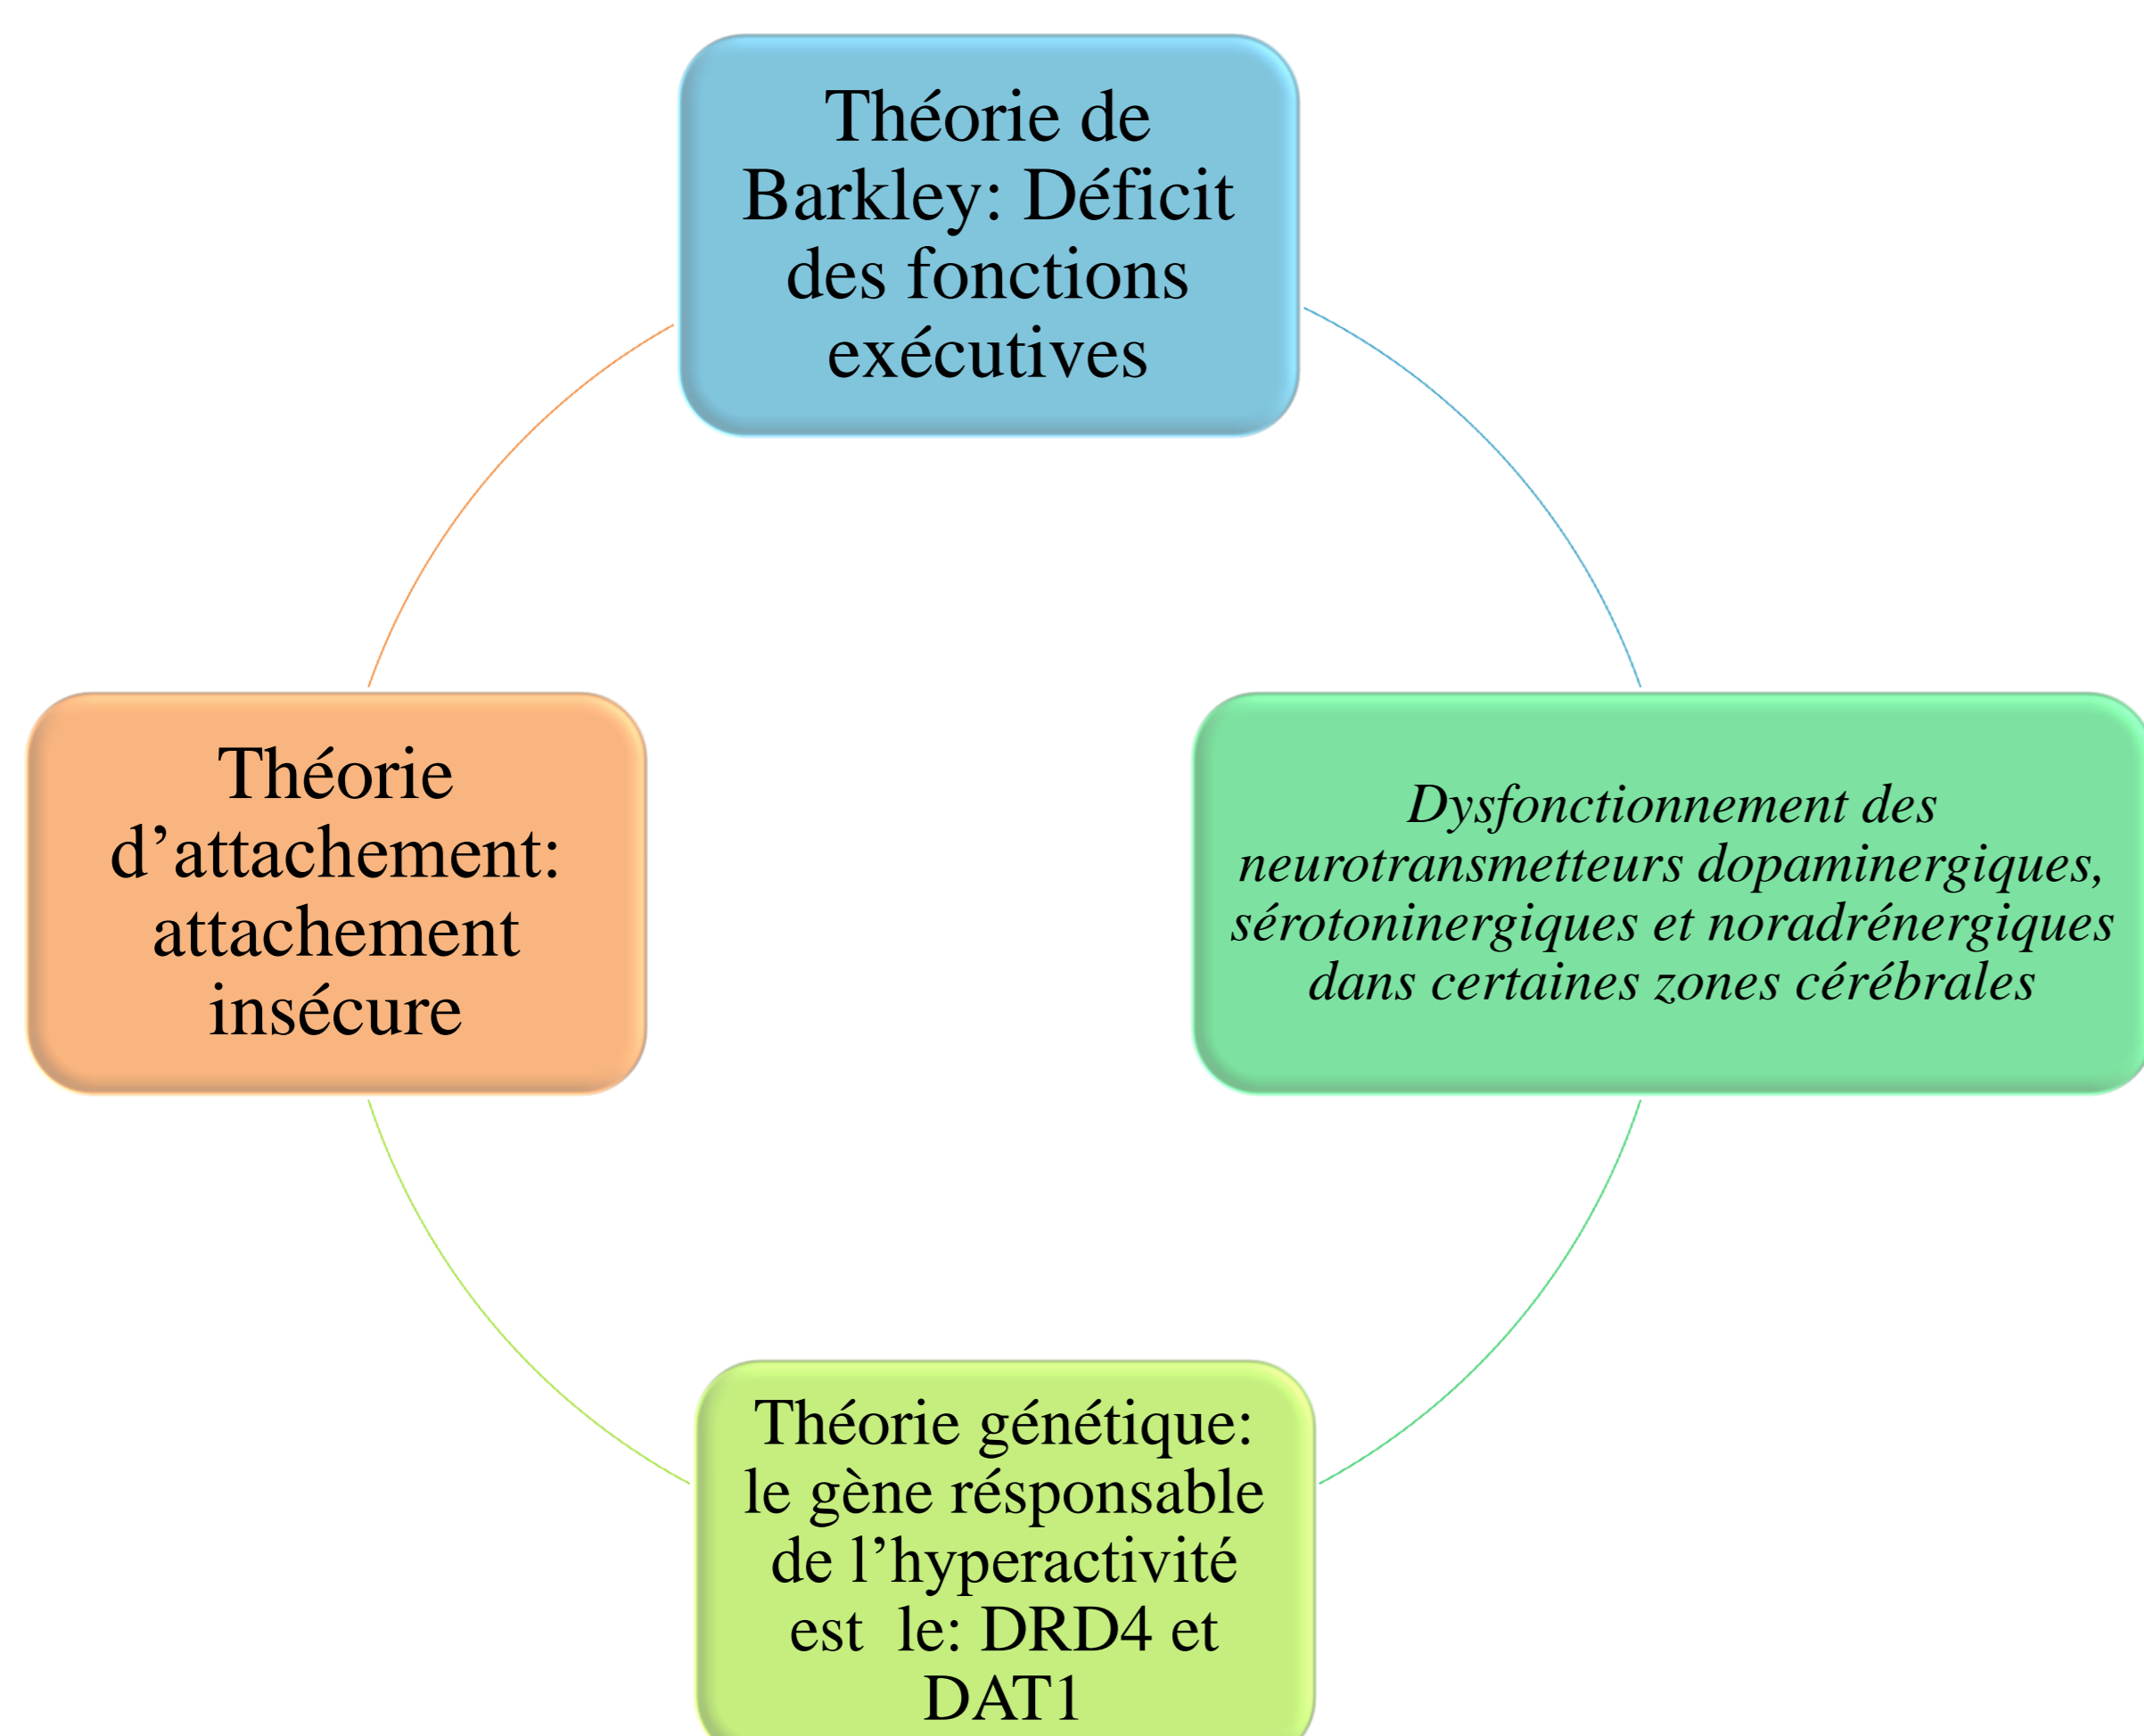 Théorie de
Barkley: Déficit
des fonctions
exécutives
Théorie
d’attachement:
attachement
insécure
Dysfonctionnement des
neurotransmetteurs dopaminergiques,
sérotoninergiques et noradrénergiques
dans certaines zones cérébrales
Théorie génétique:
le gène résponsable
de l’hyperactivité
est  le: DRD4 et
DAT1